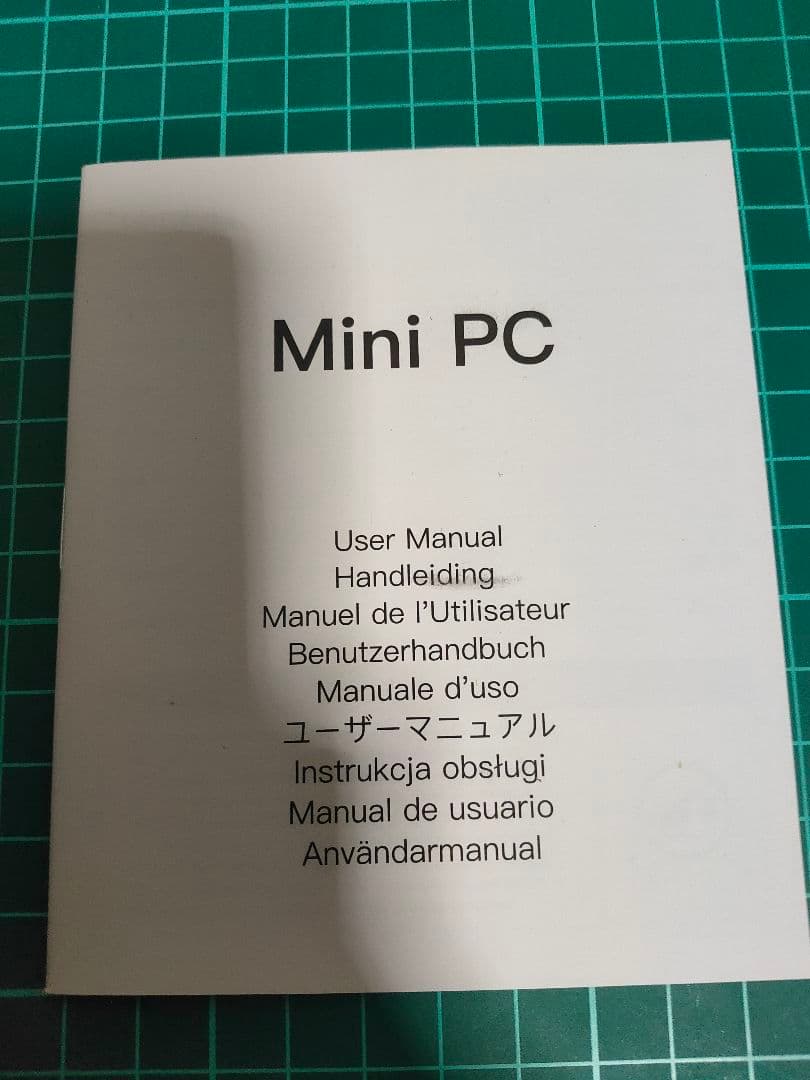 Mini PC
User Manual
Handleiding
Manuel de l'Utilisateur
Benutzerhandbuch
Manuale d'uso
ユーザーマニュアル
Instrukcja obsługi
Manual de usuario
Användarmanual